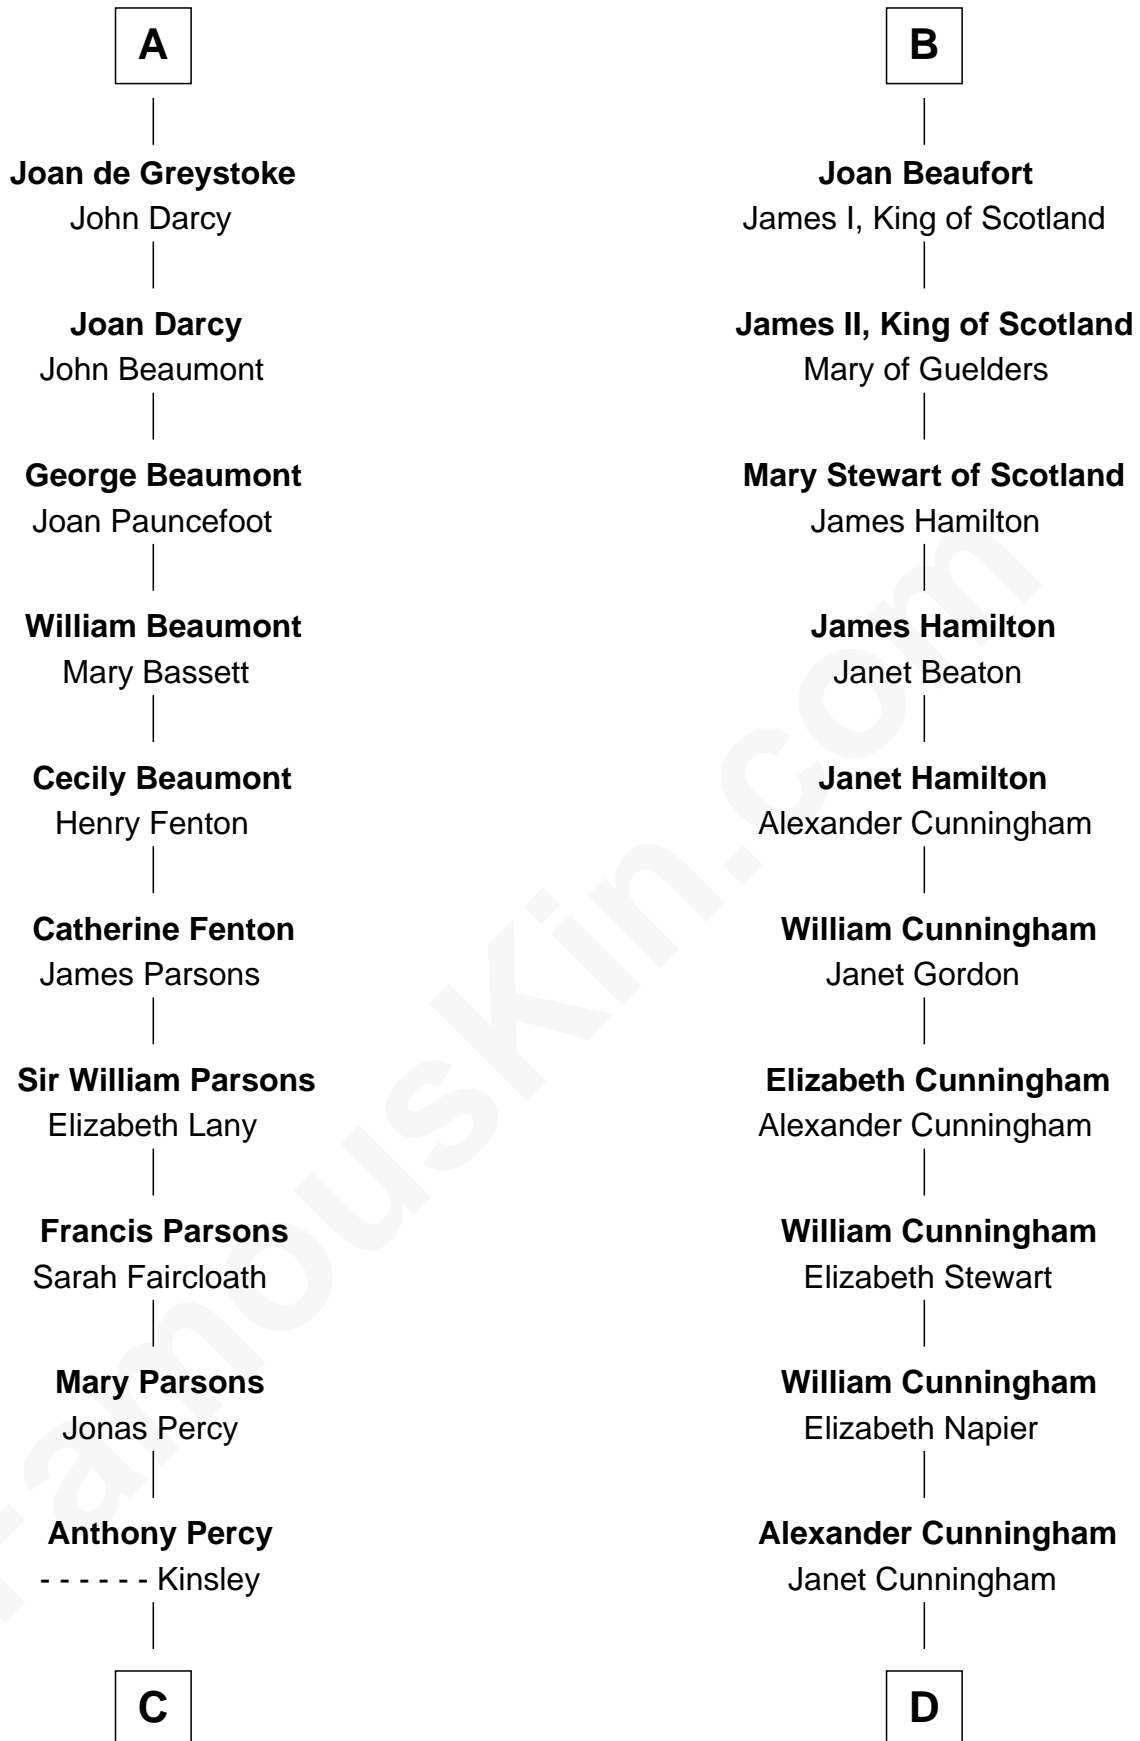 A
Joan de Greystoke
John Darcy
Joan Darcy
John Beaumont
George Beaumont
Joan Pauncefoot
William Beaumont
Mary Bassett
Cecily Beaumont
Henry Fenton
Catherine Fenton
James Parsons
Sir William Parsons
Elizabeth Lany
Francis Parsons
Sarah Faircloath
Mary Parsons
Jonas Percy
Anthony Percy
- - - - - - Kinsley
C
B
Joan Beaufort
James I, King of Scotland
James II, King of Scotland
Mary of Guelders
Mary Stewart of Scotland
James Hamilton
James Hamilton
Janet Beaton
Janet Hamilton
Alexander Cunningham
William Cunningham
Janet Gordon
Elizabeth Cunningham
Alexander Cunningham
William Cunningham
Elizabeth Stewart
William Cunningham
Elizabeth Napier
Alexander Cunningham
Janet Cunningham
D
FamousKin.com